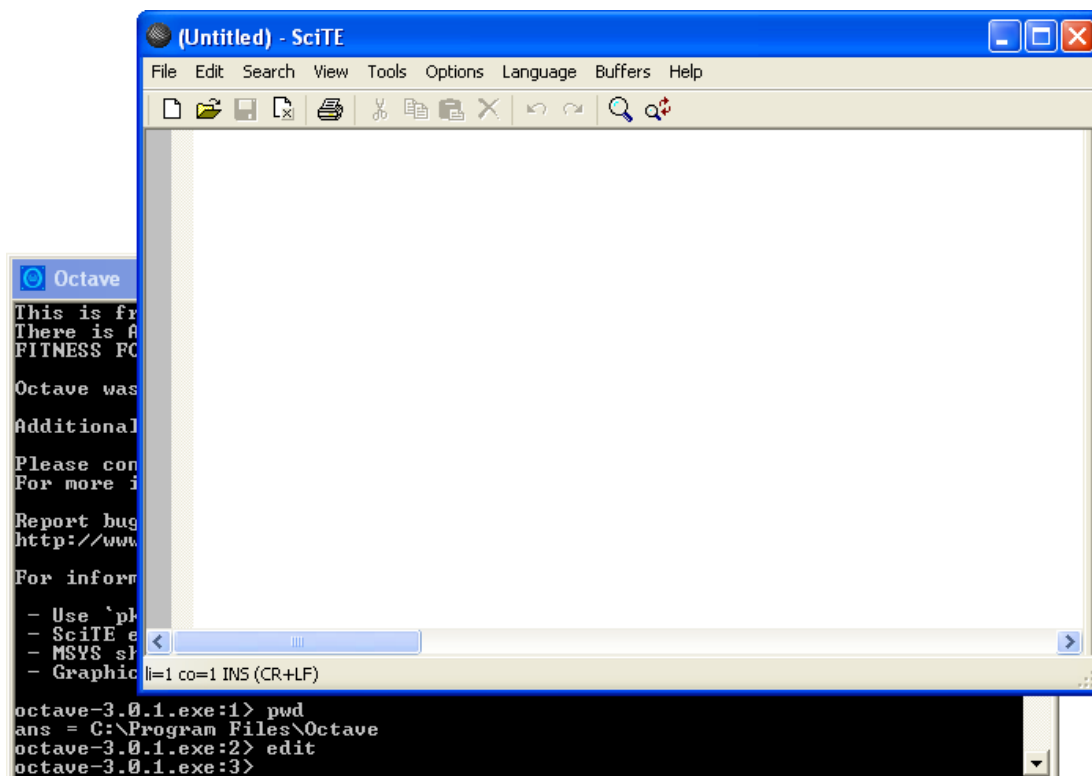 (Untitled) - SciTE
File Edit Search View Tools Options Language Buffers Help
li=1 co=1 INS (CR+LF)
Octave
This is fr
There is A
FITNESS FO
Octave was
Additional
Please con
For more i
Report bug
http://www
For inform
- Use `pk
- SciTE e
- MSYS sh
- Graphic
octave-3.0.1.exe:1> pwd
ans = C:\Program Files\Octave
octave-3.0.1.exe:2> edit
octave-3.0.1.exe:3>